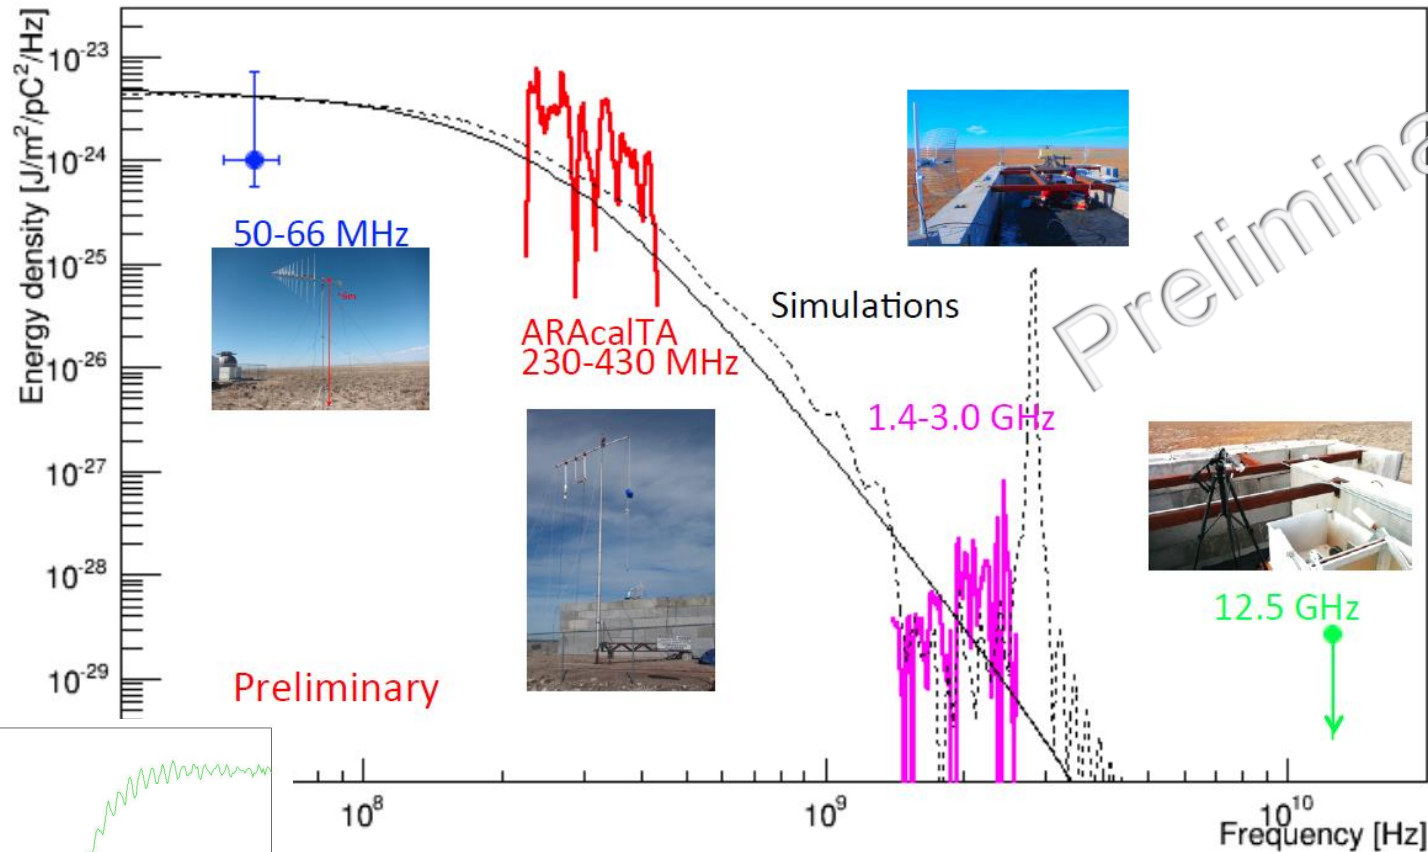 Energy density [J/m²/pC²/Hz]
10⁻²³
10⁻²⁴
10⁻²⁵
10⁻²⁶
10⁻²⁷
10⁻²⁸
10⁻²⁹
50-66 MHz
ARAcalTA
230-430 MHz
Simulations
1.4-3.0 GHz
12.5 GHz
Preliminary
Prelimina
10⁸
10⁹
10¹⁰
Frequency [Hz]